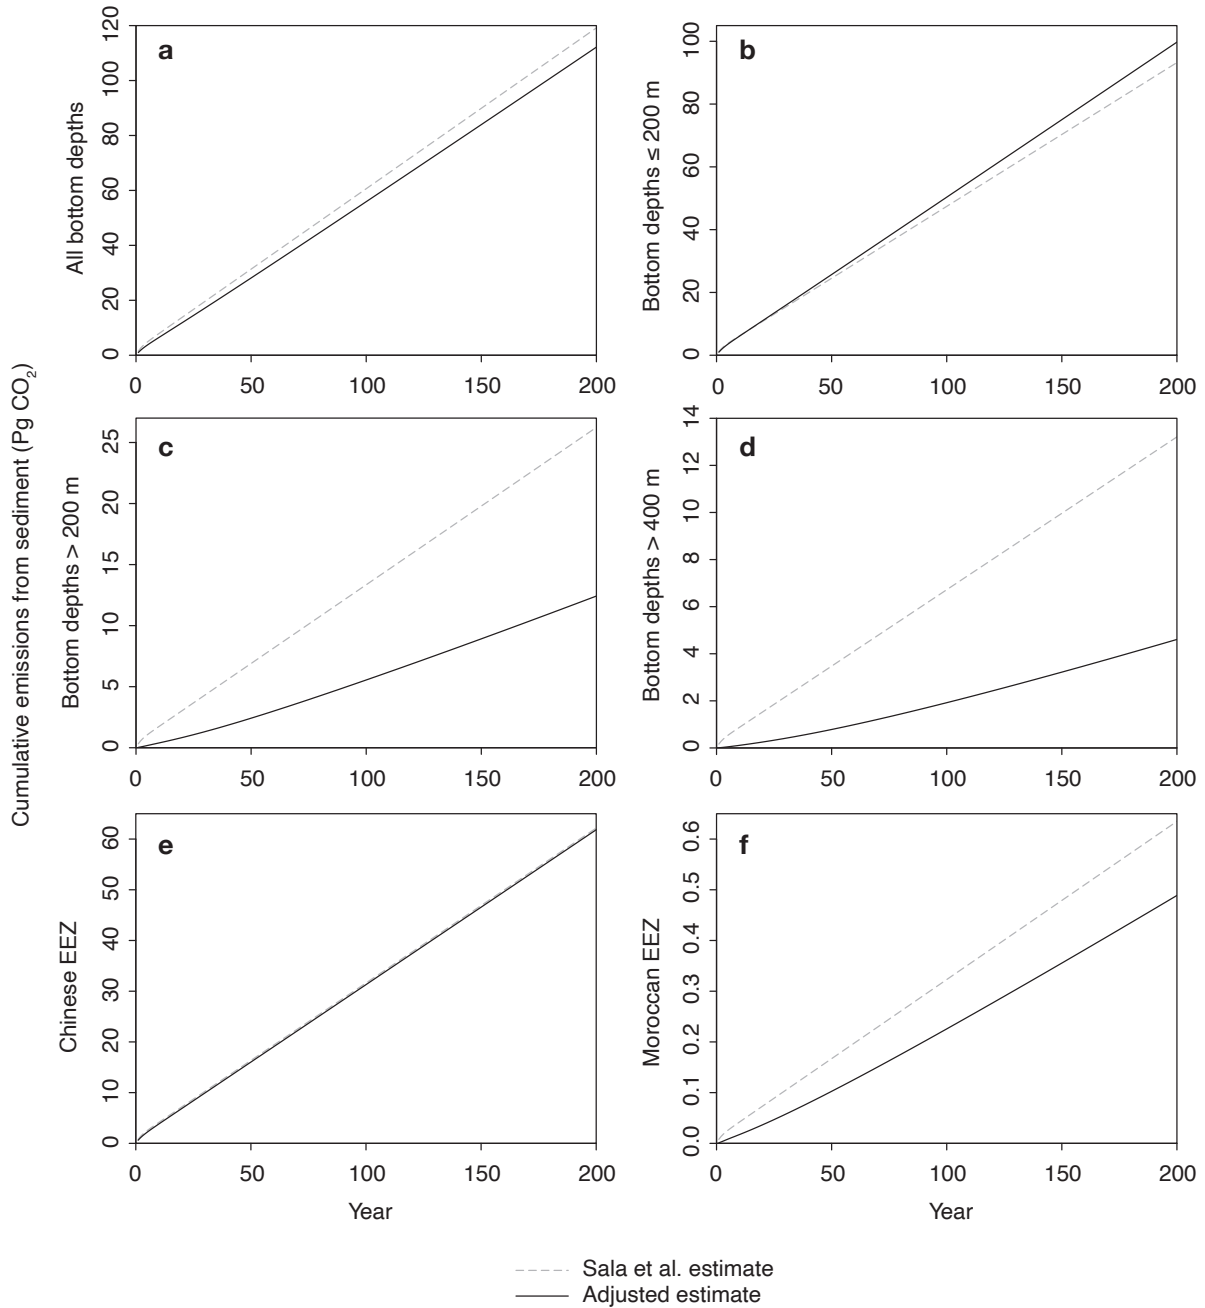 Cumulative emissions from sediment (Pg CO2)
a
All bottom depths
0 20 40 60 80 100 120
0 50 100 150 200
b
Bottom depths ≤ 200 m
0 20 40 60 80 100
0 50 100 150 200
c
Bottom depths > 200 m
0 5 10 15 20 25
0 50 100 150 200
d
Bottom depths > 400 m
0 2 4 6 8 10 12 14
0 50 100 150 200
e
Chinese EEZ
0 10 20 30 40 50 60
0 50 100 150 200
Year
f
Moroccan EEZ
0.0 0.1 0.2 0.3 0.4 0.5 0.6
0 50 100 150 200
Year
Sala et al. estimate
Adjusted estimate